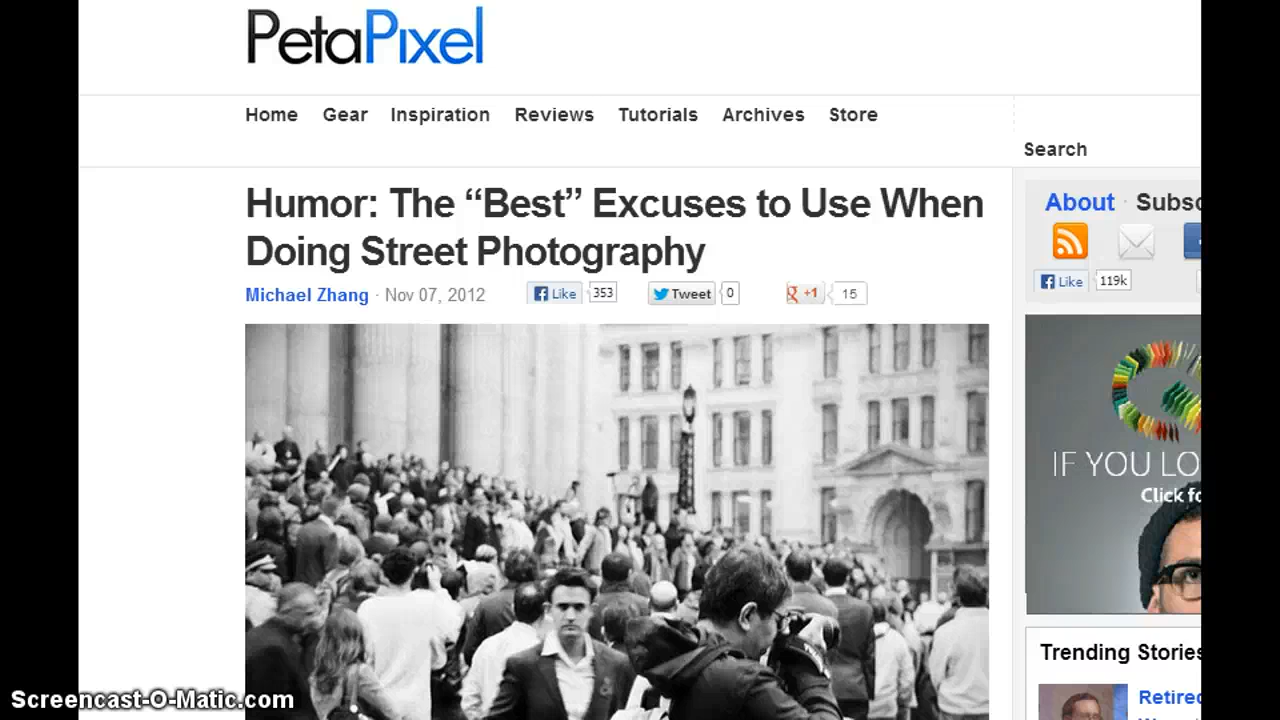 PetaPixel
Home Gear Inspiration Reviews Tutorials Archives Store
Search
Humor: The “Best” Excuses to Use When
Doing Street Photography
Michael Zhang · Nov 07, 2012 Like 353 Tweet 0 +1 15
About · Subsc
Like 119k
IF YOU LO
Click fo
Trending Stories
Retired
Screencast-O-Matic.com